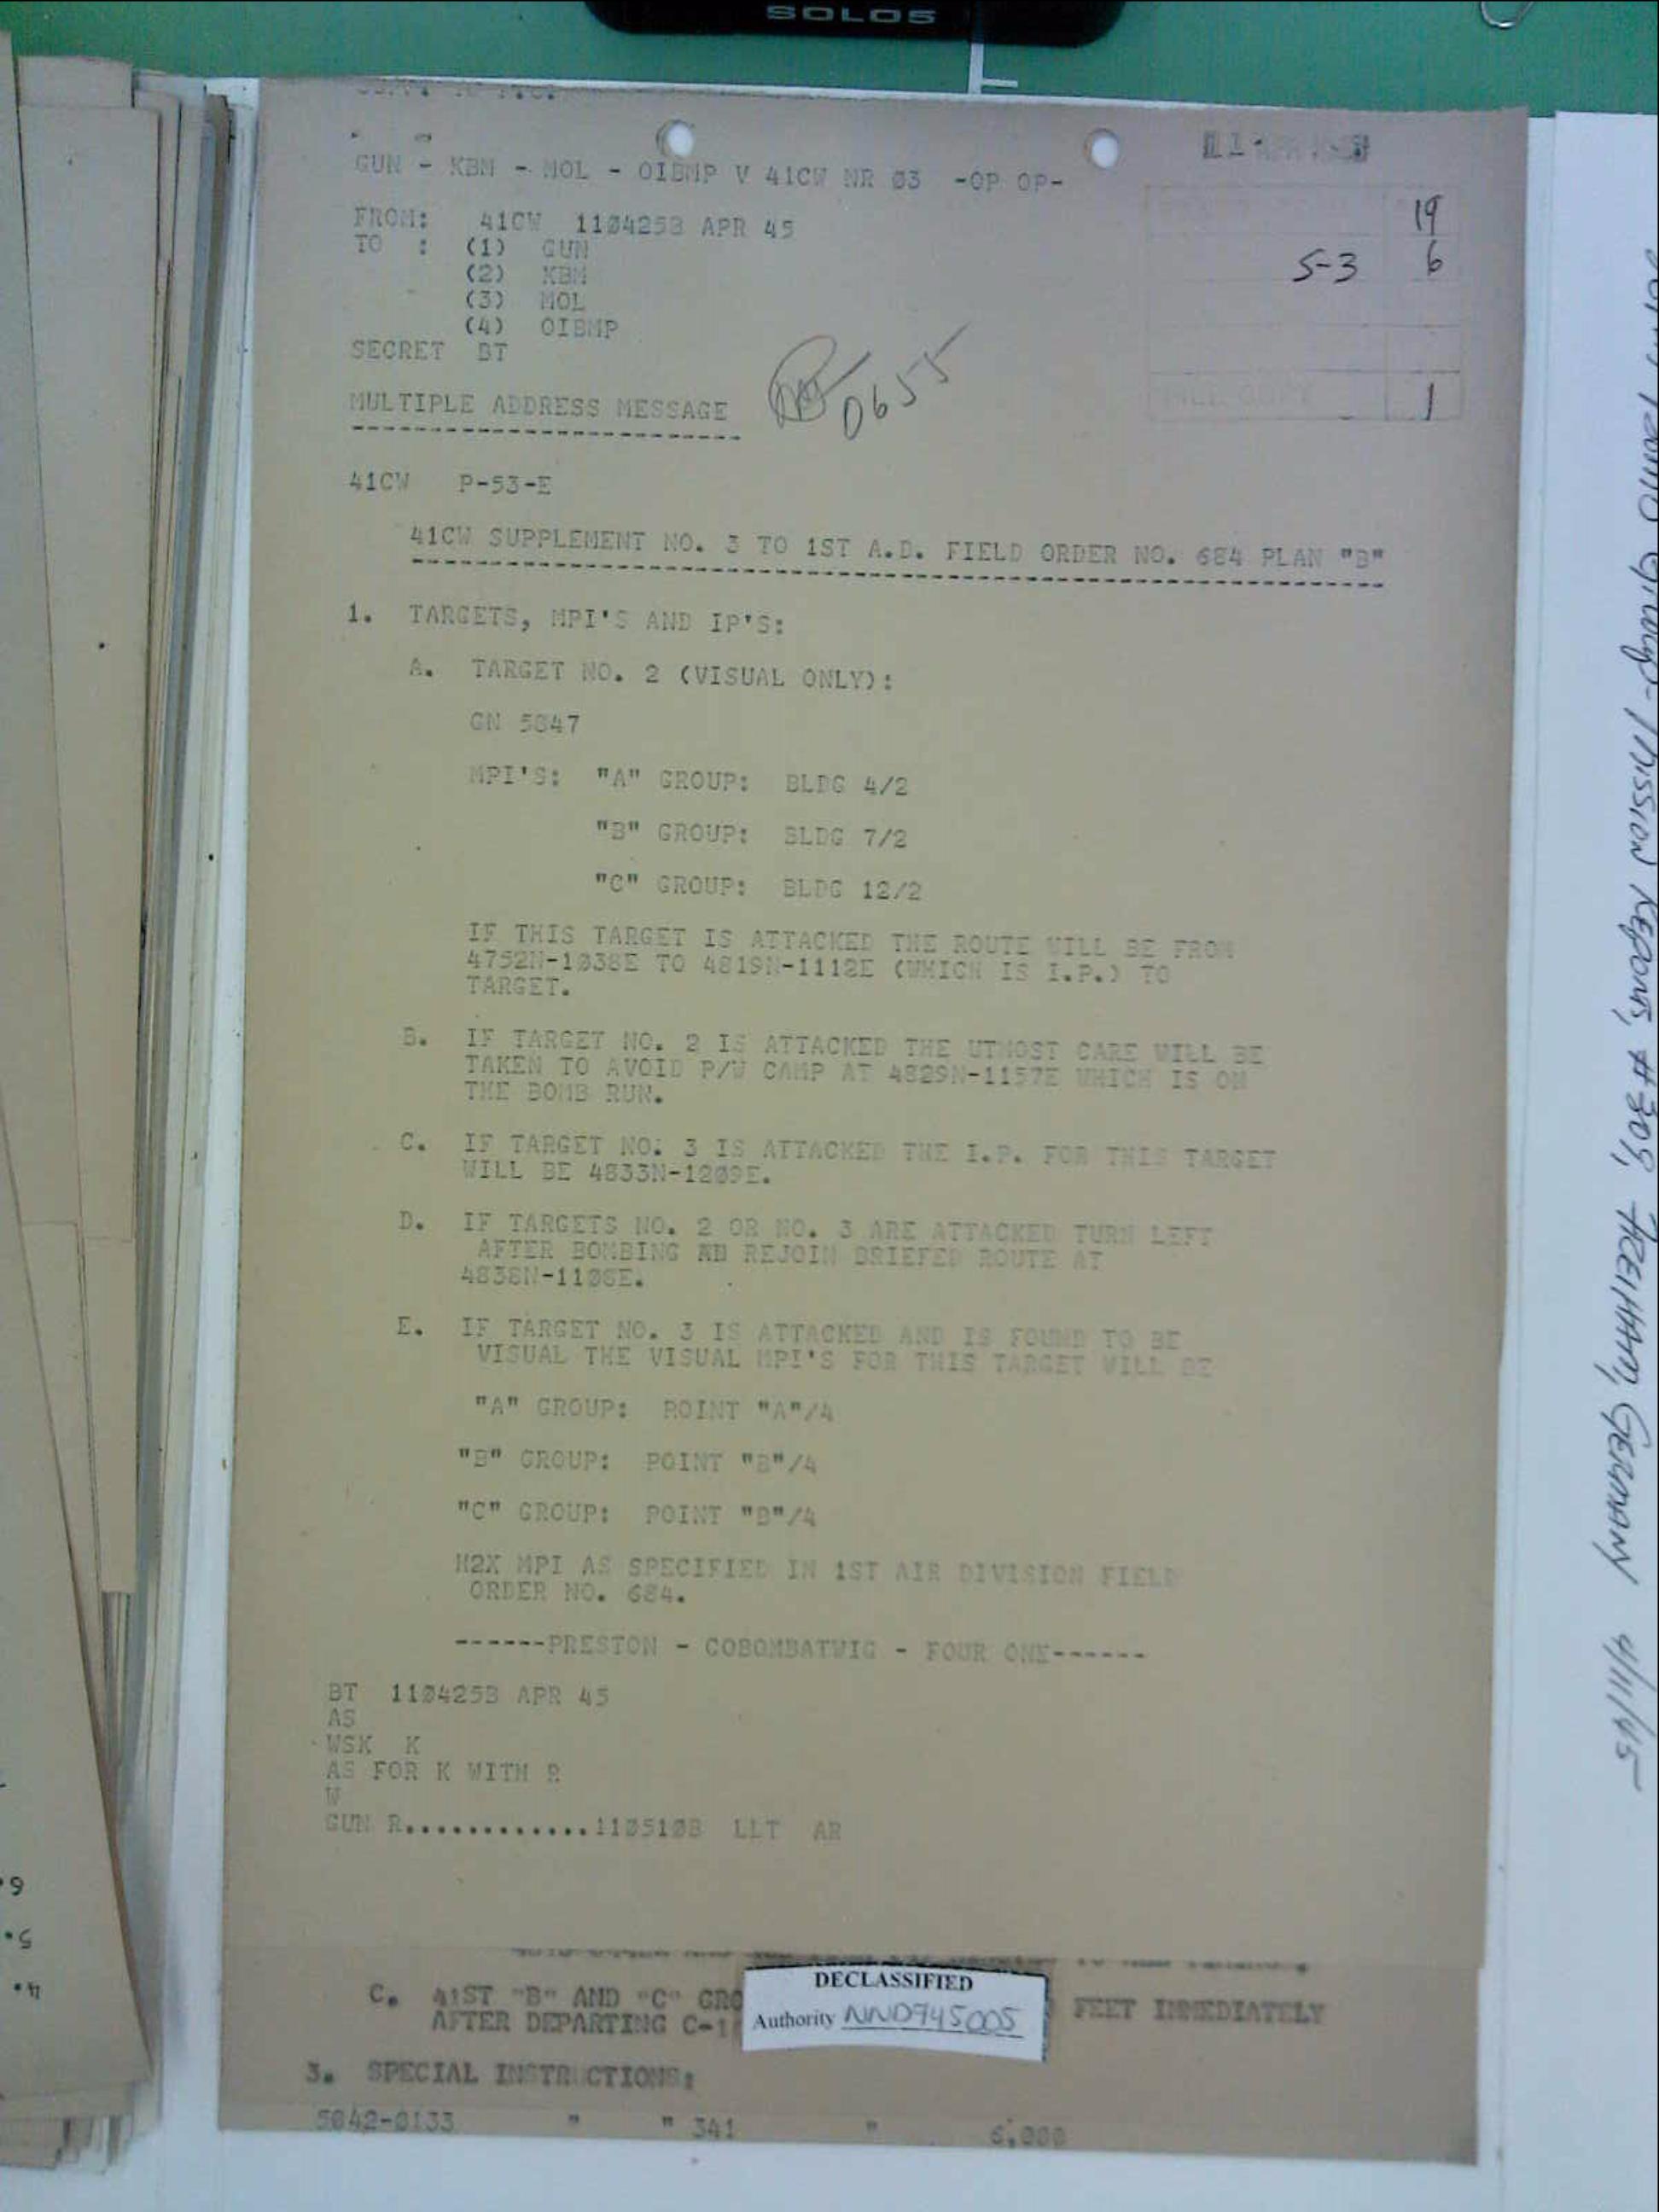 SOLO5
GUN - KBM - MOL - OIBMP V 41CW NR 03 -OP OP-
11 APR
19
S-3 6
FROM: 41CW 110425B APR 45
TO : (1) GUN
(2) KBM
(3) MOL
(4) OIBMP
SECRET BT
0655
FILE COPY 1
MULTIPLE ADDRESS MESSAGE
41CW P-53-E
41CW SUPPLEMENT NO. 3 TO 1ST A.D. FIELD ORDER NO. 684 PLAN "B"
1. TARGETS, MPI'S AND IP'S:
A. TARGET NO. 2 (VISUAL ONLY):
GN 5847
MPI'S: "A" GROUP: BLDG 4/2
"B" GROUP: BLDG 7/2
"C" GROUP: BLDG 12/2
IF THIS TARGET IS ATTACKED THE ROUTE WILL BE FROM
4752N-1038E TO 4819N-1112E (WHICH IS I.P.) TO
TARGET.
B. IF TARGET NO. 2 IS ATTACKED THE UTMOST CARE WILL BE
TAKEN TO AVOID P/W CAMP AT 4829N-1157E WHICH IS ON
THE BOMB RUN.
C. IF TARGET NO. 3 IS ATTACKED THE I.P. FOR THIS TARGET
WILL BE 4833N-1209E.
D. IF TARGETS NO. 2 OR NO. 3 ARE ATTACKED TURN LEFT
AFTER BOMBING REJOIN BRIEFED ROUTE AT
E. IF TARGET NO. 3 IS ATTACKED AND IS FOUND TO BE
VISUAL THE VISUAL MPI'S FOR THIS TARGET WILL BE
"A" GROUP: POINT "A"/4
"B" GROUP: POINT "B"/4
"C" GROUP: POINT
H2X MPI AS SPECIFIED IN 1ST AIR DIVISION FIELD
ORDER NO. 684.
------PRESTON - COBOMBATWIG - FOUR ONE------
BT 110425B APR 45
AS
WSK K
AS FOR K WITH R
W
GUN R.............110510B LLT AR
C. 41ST "B" AND "C" GRO FEET IMMEDIATELY
AFTER DEPARTING C-1
DECLASSIFIED
Authority NND945005
3. SPECIAL INSTRUCTIONS:
5042-0133 " " 341 " 6,000
Group - Mission Reports, #309, FREIHAM, GERMANY 4/11/45
6.
5.
4.